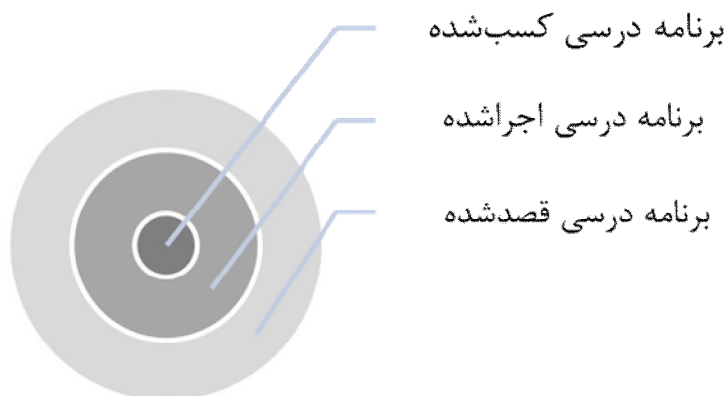 برنامه درسی کسب‌شده
برنامه درسی اجراشده
برنامه درسی قصدشده